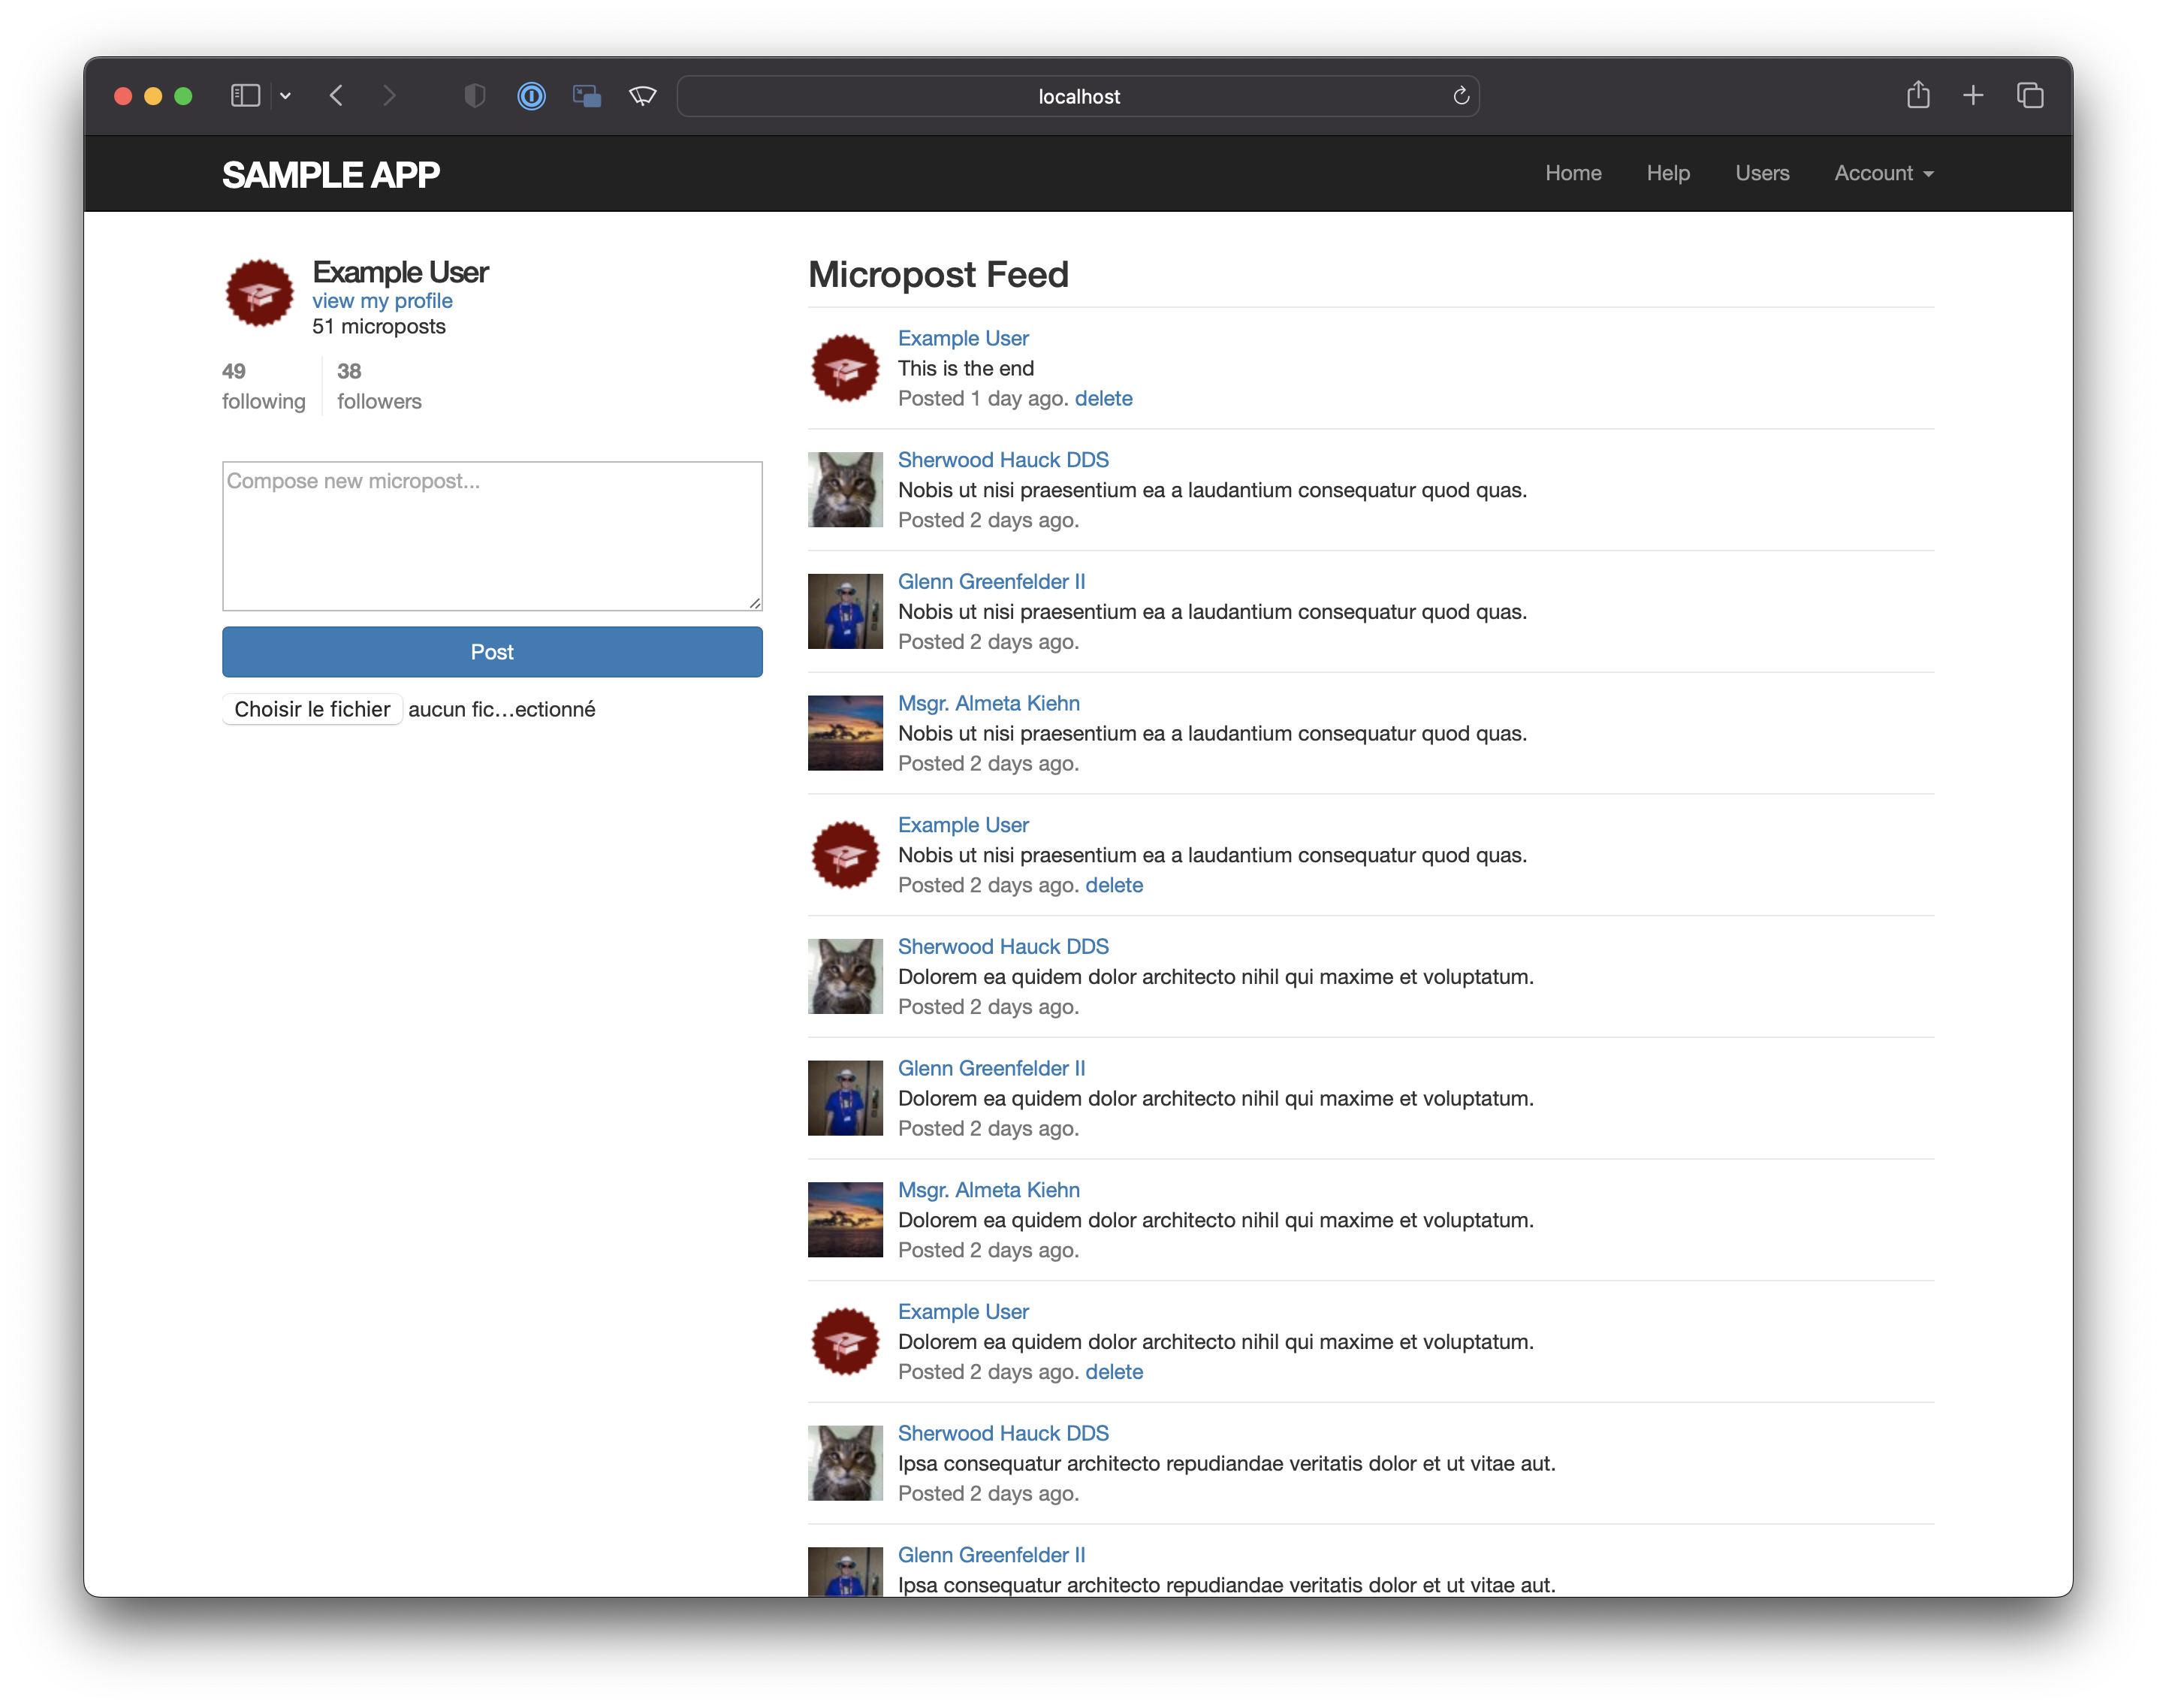 localhost
SAMPLE APP
Home Help Users Account
Example User
view my profile
51 microposts
49 following
38 followers
Compose new micropost...
Post
Choisir le fichier aucun fic...ectionné
Micropost Feed
Example User
This is the end
Posted 1 day ago. delete
Sherwood Hauck DDS
Nobis ut nisi praesentium ea a laudantium consequatur quod quas.
Posted 2 days ago.
Glenn Greenfelder II
Nobis ut nisi praesentium ea a laudantium consequatur quod quas.
Posted 2 days ago.
Msgr. Almeta Kiehn
Nobis ut nisi praesentium ea a laudantium consequatur quod quas.
Posted 2 days ago.
Example User
Nobis ut nisi praesentium ea a laudantium consequatur quod quas.
Posted 2 days ago. delete
Sherwood Hauck DDS
Dolorem ea quidem dolor architecto nihil qui maxime et voluptatum.
Posted 2 days ago.
Glenn Greenfelder II
Dolorem ea quidem dolor architecto nihil qui maxime et voluptatum.
Posted 2 days ago.
Msgr. Almeta Kiehn
Dolorem ea quidem dolor architecto nihil qui maxime et voluptatum.
Posted 2 days ago.
Example User
Dolorem ea quidem dolor architecto nihil qui maxime et voluptatum.
Posted 2 days ago. delete
Sherwood Hauck DDS
Ipsa consequatur architecto repudiandae veritatis dolor et ut vitae aut.
Posted 2 days ago.
Glenn Greenfelder II
Ipsa consequatur architecto repudiandae veritatis dolor et ut vitae aut.